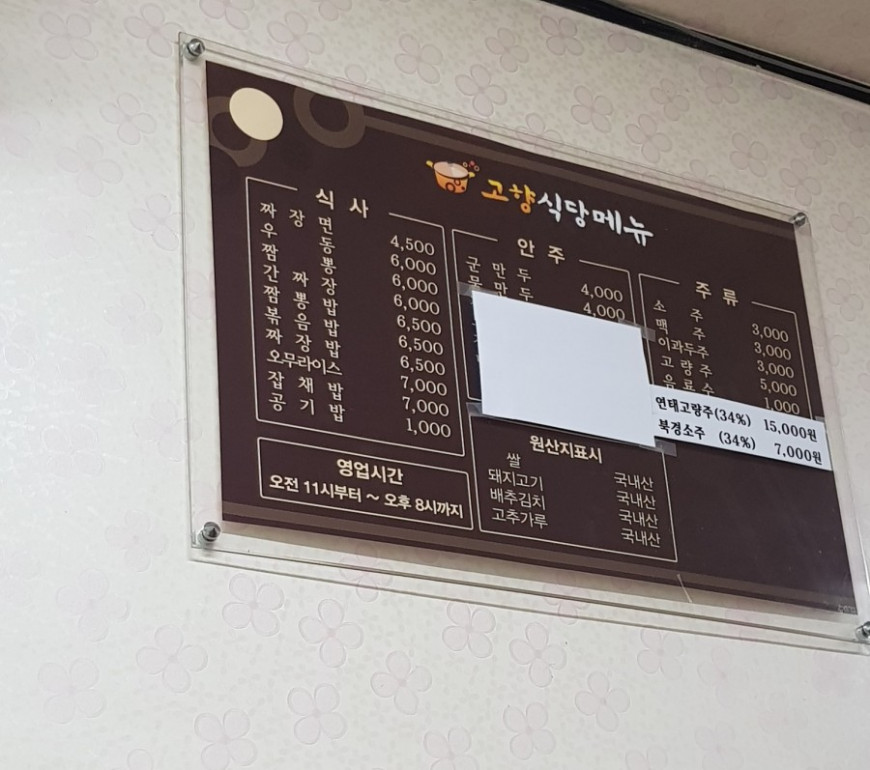 고향식당메뉴
식 사
짜 장 면 4,500
우 동 6,000
짬 뽕 6,000
간 짜 장 6,000
짬 뽕 밥 6,500
볶 음 밥 6,500
짜 장 밥 6,500
오무라이스 7,000
잡 채 밥 7,000
공 기 밥 1,000
영업시간
오전 11시부터 ~ 오후 8시까지
안 주
군 만 두 4,000
물 만 두 4,000
원산지표시
쌀 국내산
돼지고기 국내산
배추김치 국내산
고추가루 국내산
주 류
소 주 3,000
맥 주 3,000
이과두주 3,000
고 량 주 5,000
음 료 수 1,000
연태고량주(34%) 15,000원
북경소주 (34%) 7,000원